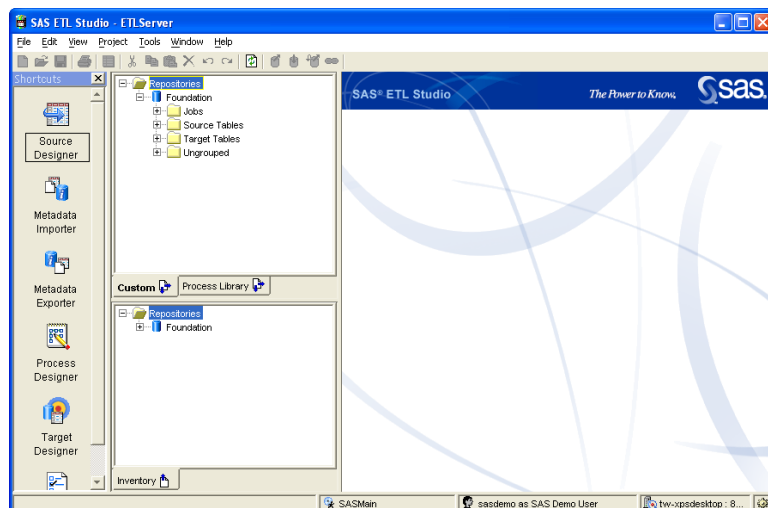 SAS ETL Studio - ETLServer
File Edit View Project Tools Window Help
Shortcuts
Source
Designer
Metadata
Importer
Metadata
Exporter
Process
Designer
Target
Designer
Repositories
Foundation
Jobs
Source Tables
Target Tables
Ungrouped
Custom Process Library
Repositories
Foundation
Inventory
SAS® ETL Studio The Power to Know. sas.
SASMain sasdemo as SAS Demo User tw-xpsdesktop : 8...